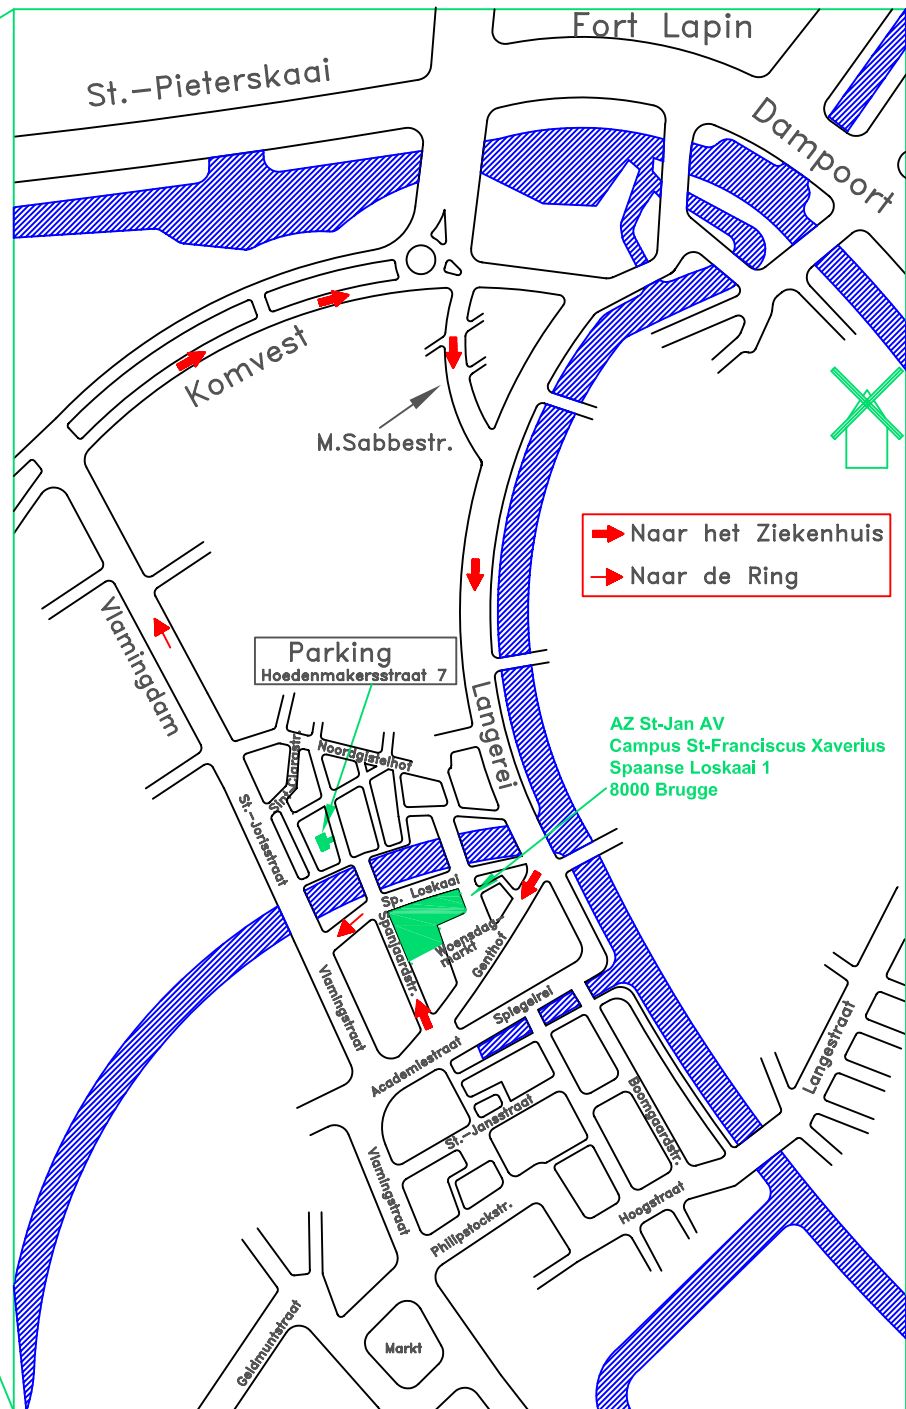 Fort Lapin
St.-Pieterskaai
Dampoort
Komvest
M.Sabbestr.
Naar het Ziekenhuis
Naar de Ring
Vlamingdam
Parking
Hoedenmakersstraat 7
Langerei
AZ St-Jan AV
Campus St-Franciscus Xaverius
Spaanse Loskaai 1
8000 Brugge
Noordgistelhof
Sint-Clarastr.
St.-Jorisstraat
Sp. Loskaai
Spanjaardstr.
Woensdag-
markt
Genthof
Vlamingstraat
Spiegelrei
Academiestraat
Langestraat
St.-Jansstraat
Boomgaardstr.
Vlamingstraat
Hoogstraat
Philipstockstr.
Geldmuntstraat
Markt